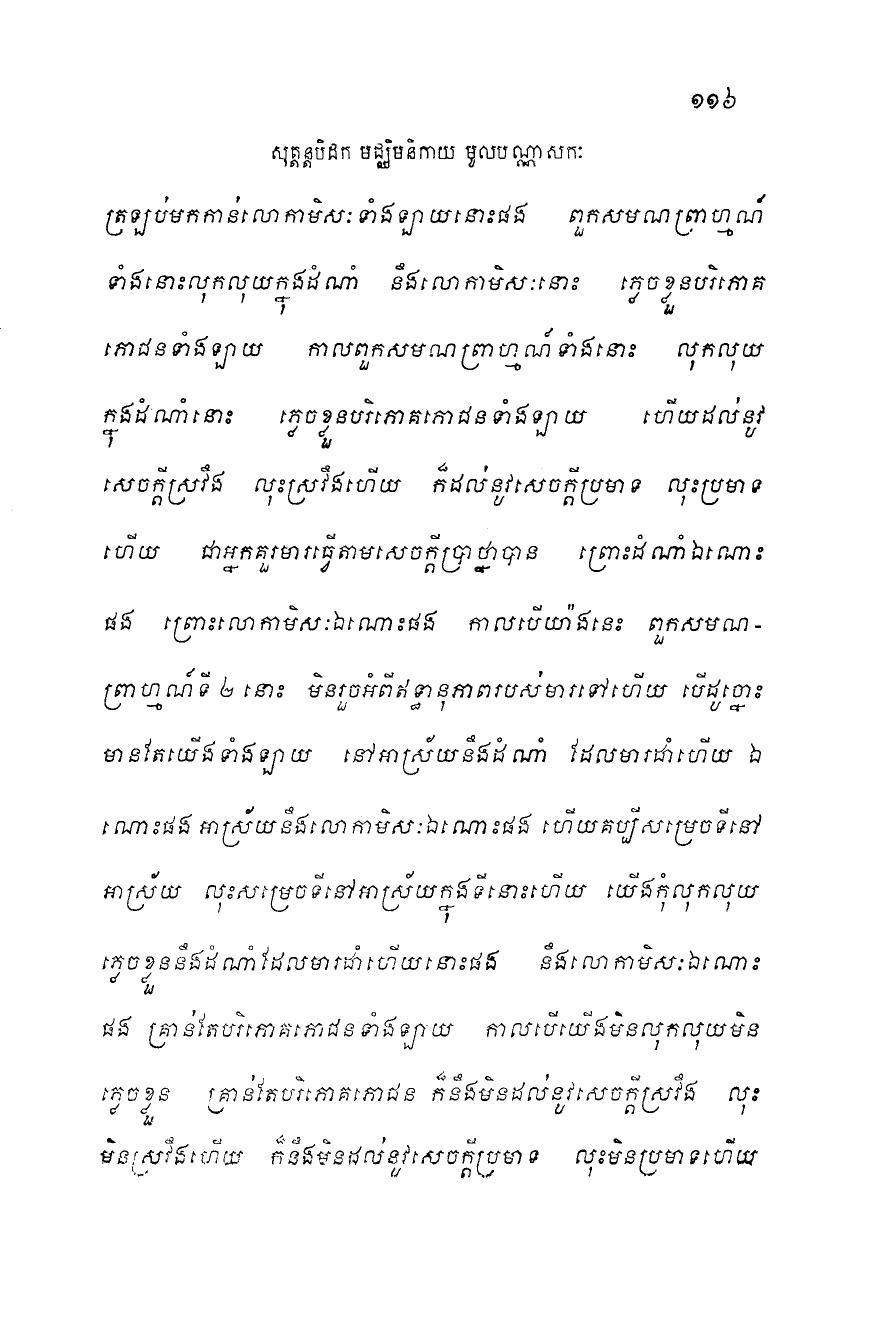 ១១៦
សុត្តន្តបិដក មជ្ឈិមនិកាយ មូលបណ្ណាសកៈ
ត្រឡប់មកកាន់លោកាមិសៈទាំងឡាយនោះផង ពួកសមណព្រាហ្មណ៍
ទាំងនោះលុកលុយក្នុងដំណាំ នឹងលោកាមិសៈនោះ ភ្លេចខ្លួនបរិភោគ
ភោជនទាំងឡាយ កាលពួកសមណព្រាហ្មណ៍ទាំងនោះ លុកលុយ
ក្នុងដំណាំនោះ ភ្លេចខ្លួនបរិភោគភោជនទាំងឡាយ ហើយដល់នូវ
សេចក្តីស្រវឹង លុះស្រវឹងហើយ ក៏ដល់នូវសេចក្តីប្រមាទ លុះប្រមាទ
ហើយ ជាអ្នកគួរមារធ្វើតាមសេចក្តីប្រាថ្នាបាន ព្រោះដំណាំឯណោះ
ផង ព្រោះលោកាមិសៈឯណោះផង កាលបើយ៉ាងនេះ ពួកសមណ-
ព្រាហ្មណ៍ទី ២ នោះ មិនរួចអំពីឥទ្ធានុភាពរបស់មារទៅហើយ បើដូច្នោះ
មានតែយើងទាំងឡាយ នៅអាស្រ័យនឹងដំណាំ ដែលមារដាំហើយ ឯ
ណោះផង អាស្រ័យនឹងលោកាមិសៈឯណោះផង ហើយគប្បីសម្រេចទីនៅ
អាស្រ័យ លុះសម្រេចទីនៅអាស្រ័យក្នុងទីនោះហើយ យើងកុំលុកលុយ
ភ្លេចខ្លួននឹងដំណាំដែលមារដាំហើយនោះផង នឹងលោកាមិសៈឯណោះ
ផង គ្រាន់តែបរិភោគភោជនទាំងឡាយ កាលបើយើងមិនលុកលុយមិន
ភ្លេចខ្លួន គ្រាន់តែបរិភោគភោជន ក៏នឹងមិនដល់នូវសេចក្តីស្រវឹង លុះ
មិនស្រវឹងហើយ ក៏នឹងមិនដល់នូវសេចក្តីប្រមាទ លុះមិនប្រមាទហើយ